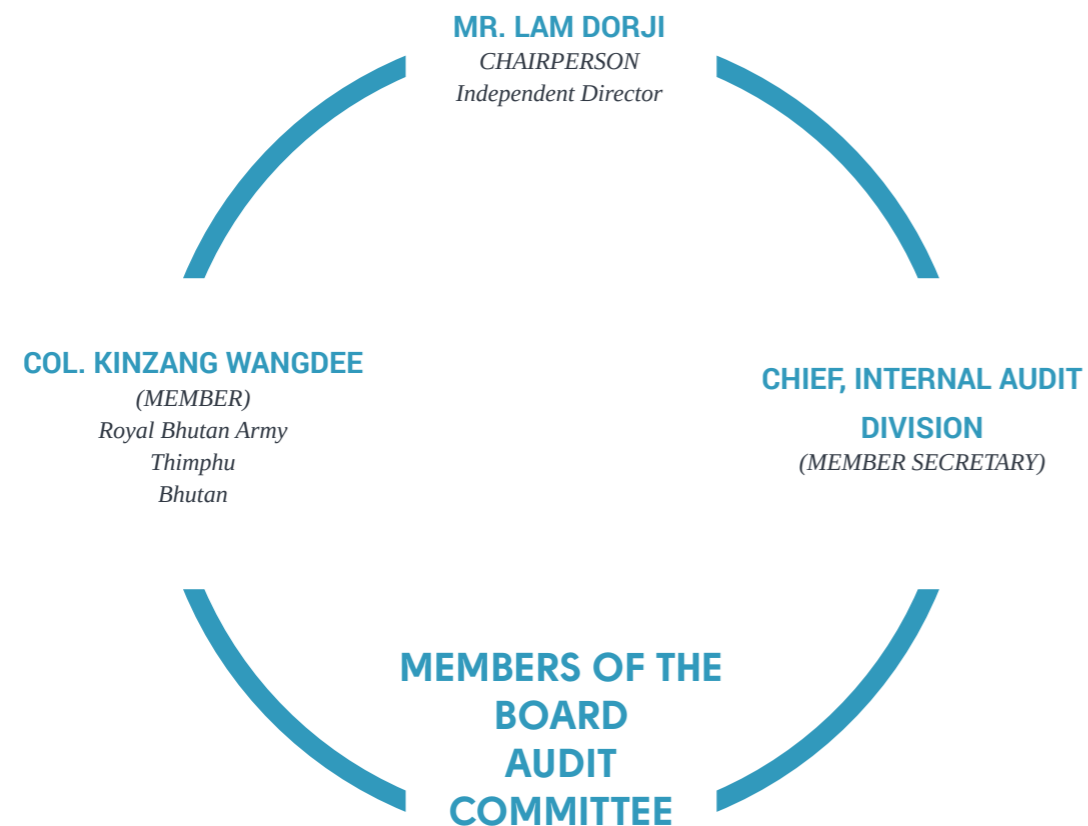 MR. LAM DORJI
CHAIRPERSON
Independent Director
COL. KINZANG WANGDEE
(MEMBER)
Royal Bhutan Army
Thimphu
Bhutan
CHIEF, INTERNAL AUDIT
DIVISION
(MEMBER SECRETARY)
MEMBERS OF THE
BOARD
AUDIT
COMMITTEE